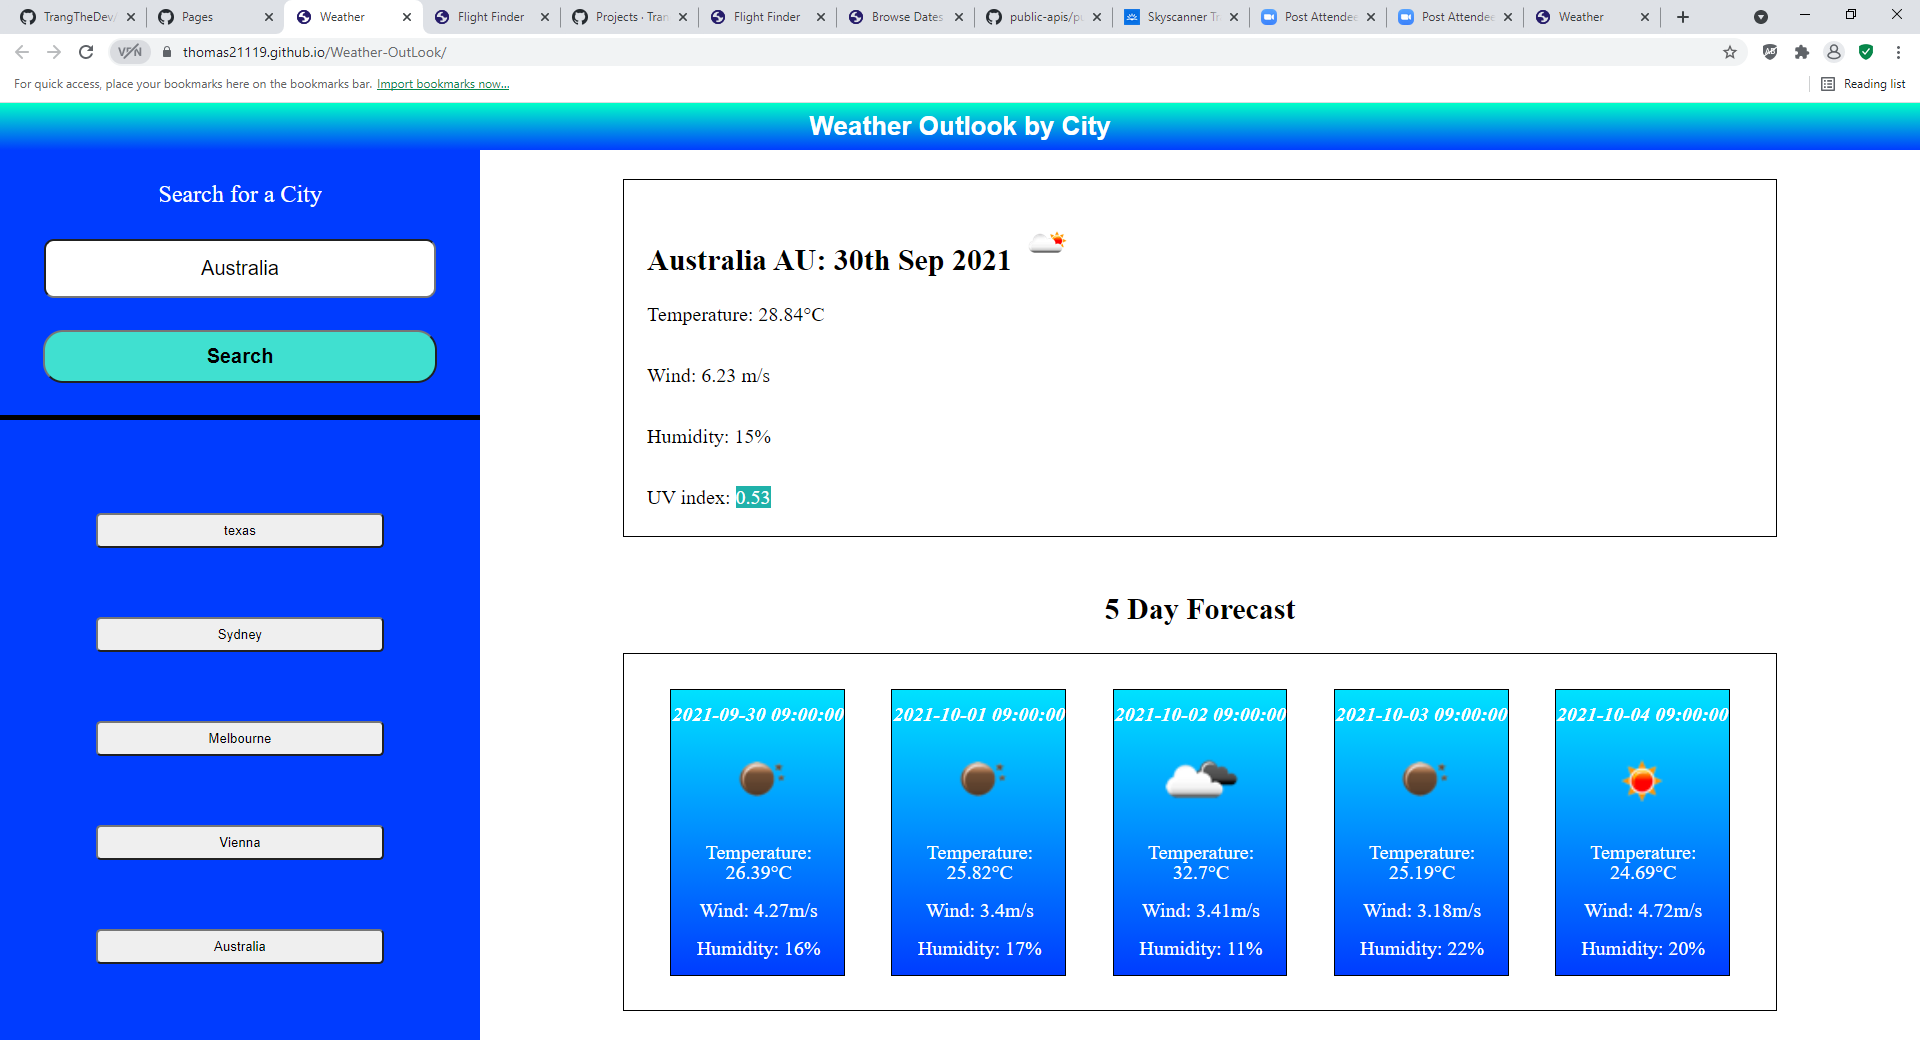 TrangTheDev/
Pages
Weather
Flight Finder
Projects · Tran
Flight Finder
Browse Dates
public-apis/pu
Skyscanner Tr
Post Attendee
Post Attendee
Weather
VPN
thomas21119.github.io/Weather-OutLook/
For quick access, place your bookmarks here on the bookmarks bar. Import bookmarks now...
Reading list
Weather Outlook by City
Search for a City
Australia
Search
texas
Sydney
Melbourne
Vienna
Australia
Australia AU: 30th Sep 2021
Temperature: 28.84°C
Wind: 6.23 m/s
Humidity: 15%
UV index: 0.53
5 Day Forecast
2021-09-30 09:00:00
Temperature:
26.39°C
Wind: 4.27m/s
Humidity: 16%
2021-10-01 09:00:00
Temperature:
25.82°C
Wind: 3.4m/s
Humidity: 17%
2021-10-02 09:00:00
Temperature:
32.7°C
Wind: 3.41m/s
Humidity: 11%
2021-10-03 09:00:00
Temperature:
25.19°C
Wind: 3.18m/s
Humidity: 22%
2021-10-04 09:00:00
Temperature:
24.69°C
Wind: 4.72m/s
Humidity: 20%